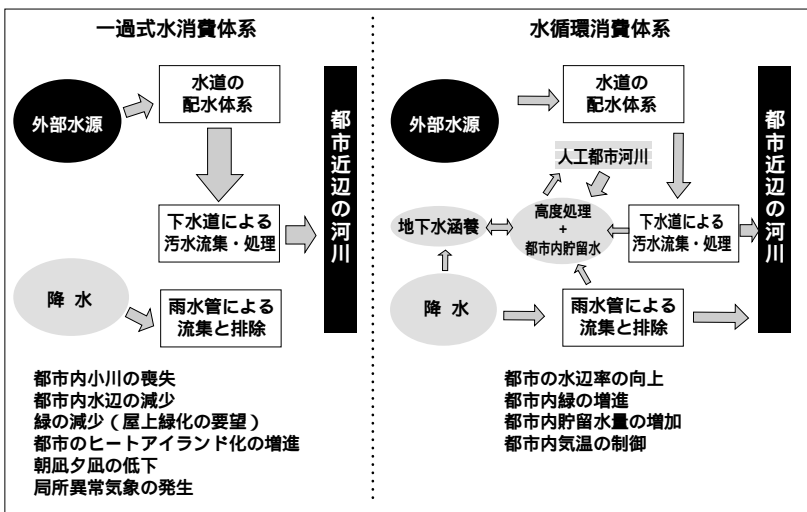 一過式水消費体系
外部水源
水道の
配水体系
下水道による
汚水流集・処理
降 水
雨水管による
流集と排除
都市近辺の河川
都市内小川の喪失
都市内水辺の減少
緑の減少(屋上緑化の要望)
都市のヒートアイランド化の増進
朝凪夕凪の低下
局所異常気象の発生
水循環消費体系
外部水源
水道の
配水体系
人工都市河川
地下水涵養
高度処理
+
都市内貯留水
下水道による
汚水流集・処理
降 水
雨水管による
流集と排除
都市近辺の河川
都市の水辺率の向上
都市内緑の増進
都市内貯留水量の増加
都市内気温の制御